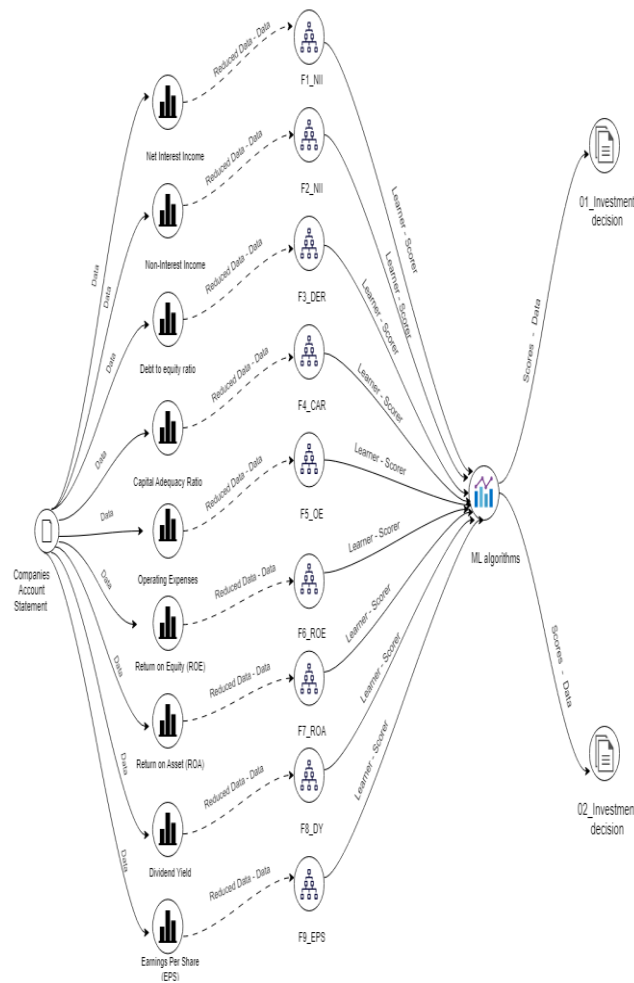 Companies
Account
Statement
Data
Data
Data
Data
Data
Data
Data
Data
Data
Net Interest Income
Non-Interest Income
Debt to equity ratio
Capital Adequacy Ratio
Operating Expenses
Return on Equity (ROE)
Return on Asset (ROA)
Dividend Yield
Earnings Per Share
(EPS)
Reduced Data - Data
Reduced Data - Data
Reduced Data - Data
Reduced Data - Data
Reduced Data - Data
Reduced Data - Data
Reduced Data - Data
Reduced Data - Data
Reduced Data - Data
F1_NII
F2_NII
F3_DER
F4_CAR
F5_OE
F6_ROE
F7_ROA
F8_DY
F9_EPS
Learner - Scorer
Learner - Scorer
Learner - Scorer
Learner - Scorer
Learner - Scorer
Learner - Scorer
Learner - Scorer
Learner - Scorer
Learner - Scorer
ML algorithms
Scores - Data
Scores - Data
01_Investment
decision
02_Investment
decision